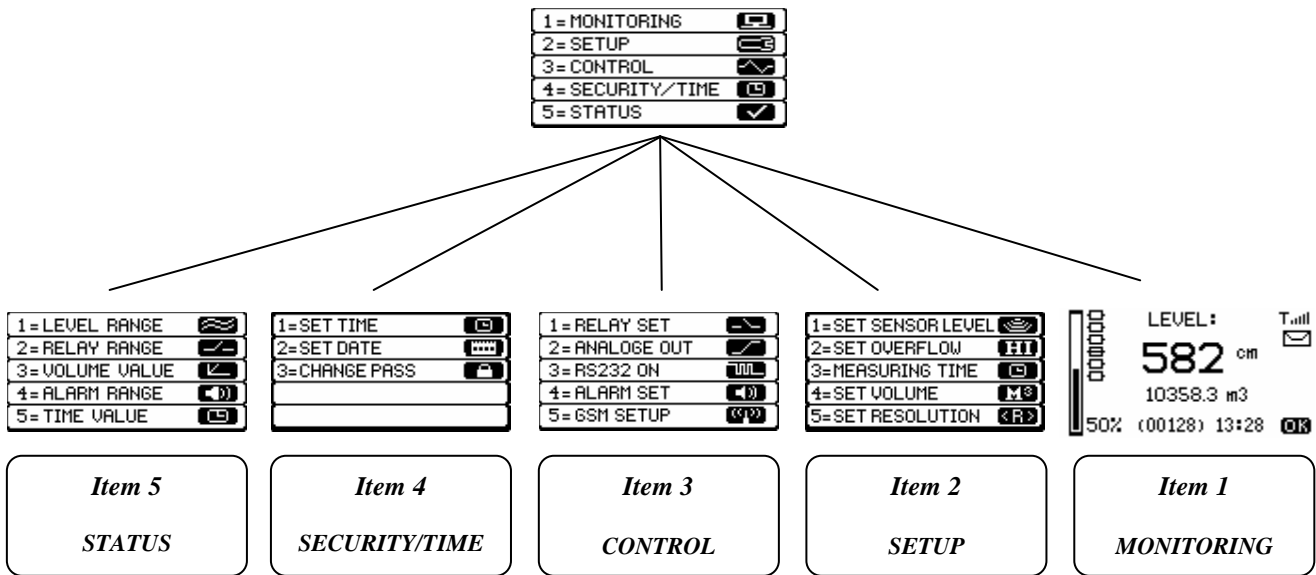 1=MONITORING
2=SETUP
3=CONTROL
4=SECURITY/TIME
5=STATUS
1=LEVEL RANGE
2=RELAY RANGE
3=VOLUME VALUE
4=ALARM RANGE
5=TIME VALUE
1=SET TIME
2=SET DATE
3=CHANGE PASS
1=RELAY SET
2=ANALOGE OUT
3=RS232 ON
4=ALARM SET
5=GSM SETUP
1=SET SENSOR LEVEL
2=SET OVERFLOW HI
3=MEASURING TIME
4=SET VOLUME M3
5=SET RESOLUTION <R>
LEVEL: T
582 cm
10358.3 m3
50% (00128) 13:28 OK
Item 5
STATUS
Item 4
SECURITY/TIME
Item 3
CONTROL
Item 2
SETUP
Item 1
MONITORING